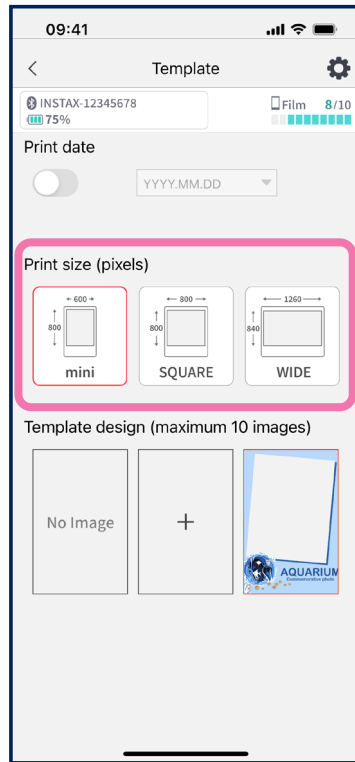 09:41
Template
INSTAX-12345678
75%
Film 8/10
Print date
YYYY.MM.DD
Print size (pixels)
600
800
mini
800
800
SQUARE
1260
840
WIDE
Template design (maximum 10 images)
No Image
+
AQUARIUM
Commemorative photo